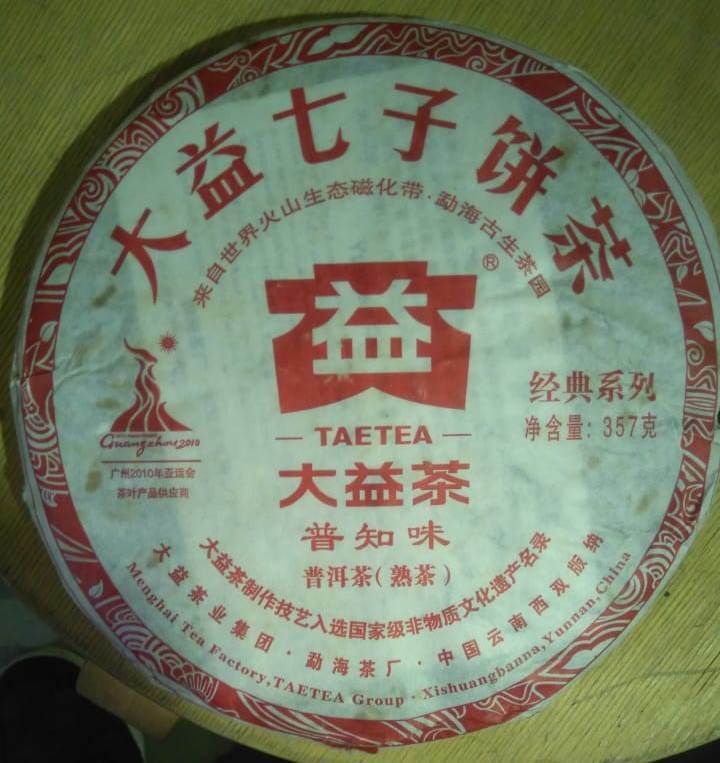 大益七子饼茶
来自世界火山生态磁化带·勐海古生茶园
益
®
TAETEA
大益茶
普知味
普洱茶(熟茶)
经典系列
净含量：357克
Guangzhou2010
广州2010年亚运会
茶叶产品供应商
大益茶制作技艺入选国家级非物质文化遗产名录
大益茶业集团·勐海茶厂·中国云南西双版纳
Menghai Tea Factory,TAETEA Group·Xishuangbanna,Yunnan,China